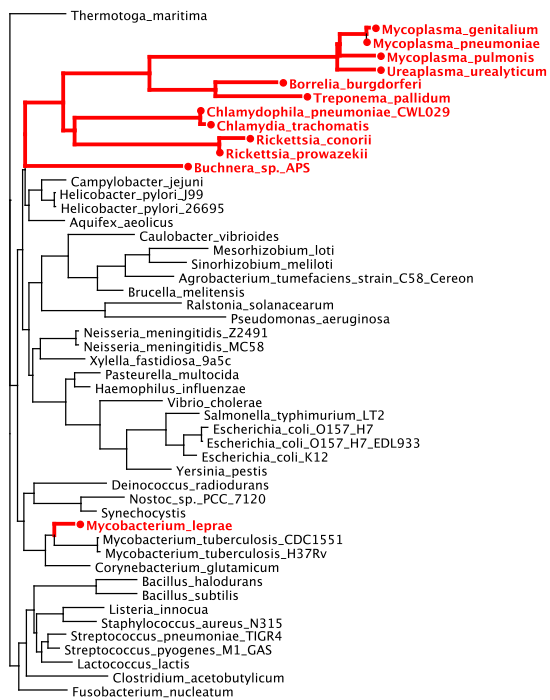 Thermotoga_maritima
Mycoplasma_genitalium
Mycoplasma_pneumoniae
Mycoplasma_pulmonis
Ureaplasma_urealyticum
Borrelia_burgdorferi
Treponema_pallidum
Chlamydophila_pneumoniae_CWL029
Chlamydia_trachomatis
Rickettsia_conorii
Rickettsia_prowazekii
Buchnera_sp._APS
Campylobacter_jejuni
Helicobacter_pylori_J99
Helicobacter_pylori_26695
Aquifex_aeolicus
Caulobacter_vibrioides
Mesorhizobium_loti
Sinorhizobium_meliloti
Agrobacterium_tumefaciens_strain_C58_Cereon
Brucella_melitensis
Ralstonia_solanacearum
Pseudomonas_aeruginosa
Neisseria_meningitidis_Z2491
Neisseria_meningitidis_MC58
Xylella_fastidiosa_9a5c
Pasteurella_multocida
Haemophilus_influenzae
Vibrio_cholerae
Salmonella_typhimurium_LT2
Escherichia_coli_O157_H7
Escherichia_coli_O157_H7_EDL933
Escherichia_coli_K12
Yersinia_pestis
Deinococcus_radiodurans
Nostoc_sp._PCC_7120
Synechocystis
Mycobacterium_leprae
Mycobacterium_tuberculosis_CDC1551
Mycobacterium_tuberculosis_H37Rv
Corynebacterium_glutamicum
Bacillus_halodurans
Bacillus_subtilis
Listeria_innocua
Staphylococcus_aureus_N315
Streptococcus_pneumoniae_TIGR4
Streptococcus_pyogenes_M1_GAS
Lactococcus_lactis
Clostridium_acetobutylicum
Fusobacterium_nucleatum